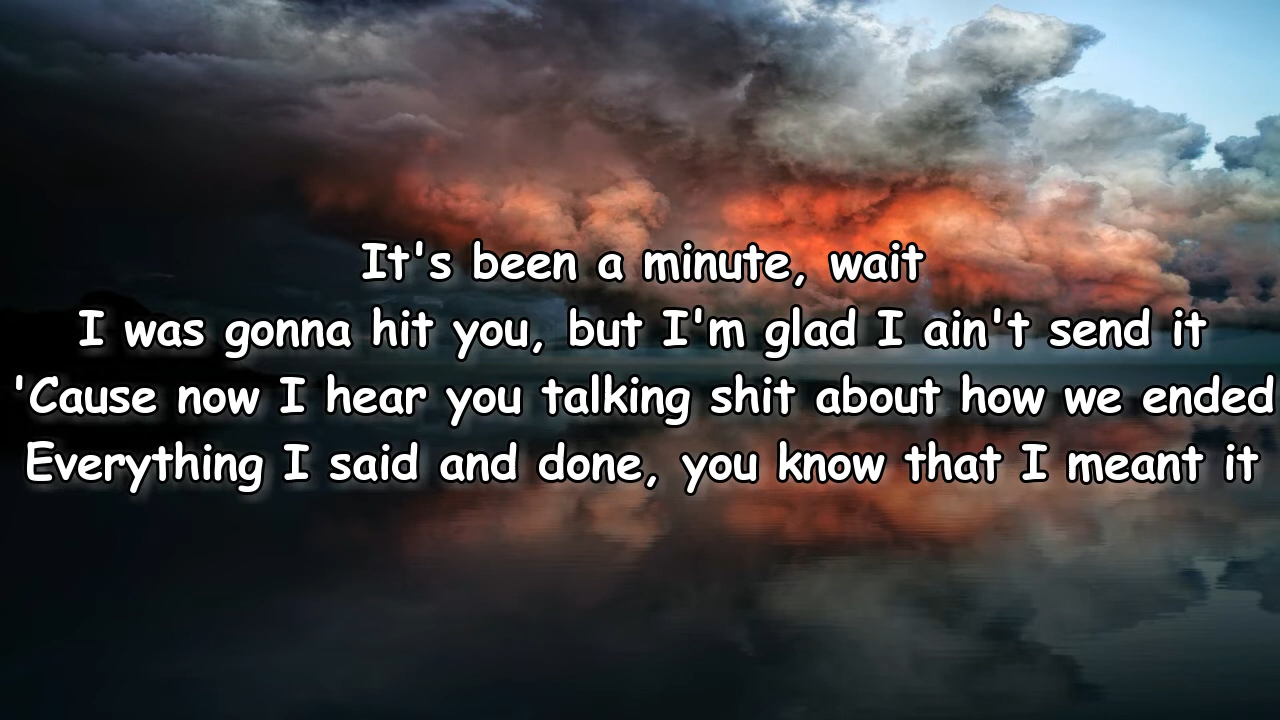 It's been a minute, wait
I was gonna hit you, but I'm glad I ain't send it
'Cause now I hear you talking shit about how we ended
Everything I said and done, you know that I meant it